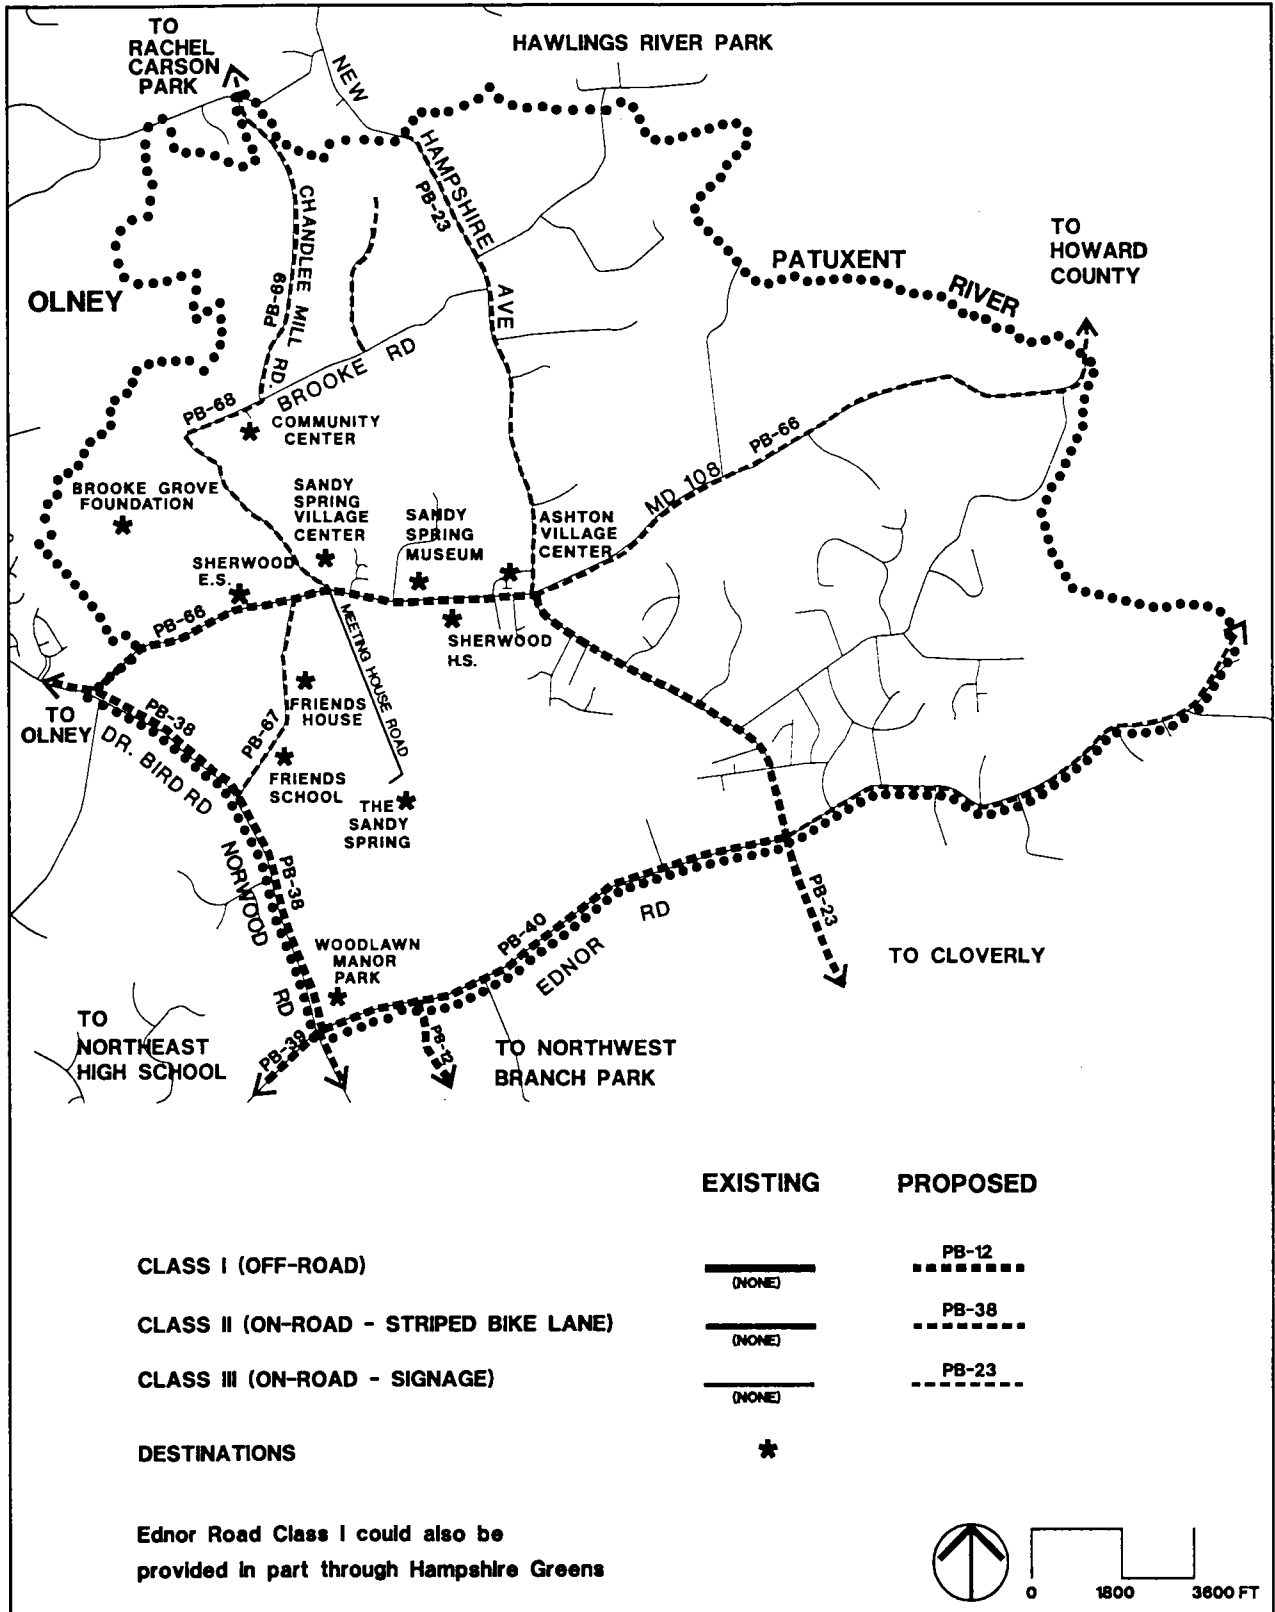 TO
RACHEL
CARSON
PARK
HAWLINGS RIVER PARK
NEW
HAMPSHIRE
AVE
PB-23
CHANDLEE MILL RD.
PB-69
OLNEY
PATUXENT
RIVER
TO
HOWARD
COUNTY
BROOKE RD
PB-68
COMMUNITY
CENTER
PB-66
MD 108
BROOKE GROVE
FOUNDATION
SANDY
SPRING
VILLAGE
CENTER
SANDY
SPRING
MUSEUM
ASHTON
VILLAGE
CENTER
SHERWOOD
E.S.
PB-66
MEETING HOUSE ROAD
SHERWOOD
H.S.
FRIENDS
HOUSE
TO
OLNEY
PB-38
DR. BIRD RD
PB-67
FRIENDS
SCHOOL
THE
SANDY
SPRING
NORWOOD
RD
PB-38
PB-23
PB-40
EDNOR
RD
WOODLAWN
MANOR
PARK
TO CLOVERLY
TO
NORTHEAST
HIGH SCHOOL
PB-39
PB-12
TO NORTHWEST
BRANCH PARK
EXISTING PROPOSED
CLASS I (OFF-ROAD) (NONE) PB-12
CLASS II (ON-ROAD - STRIPED BIKE LANE) (NONE) PB-38
CLASS III (ON-ROAD - SIGNAGE) (NONE) PB-23
DESTINATIONS *
Ednor Road Class I could also be
provided in part through Hampshire Greens
0 1800 3600 FT